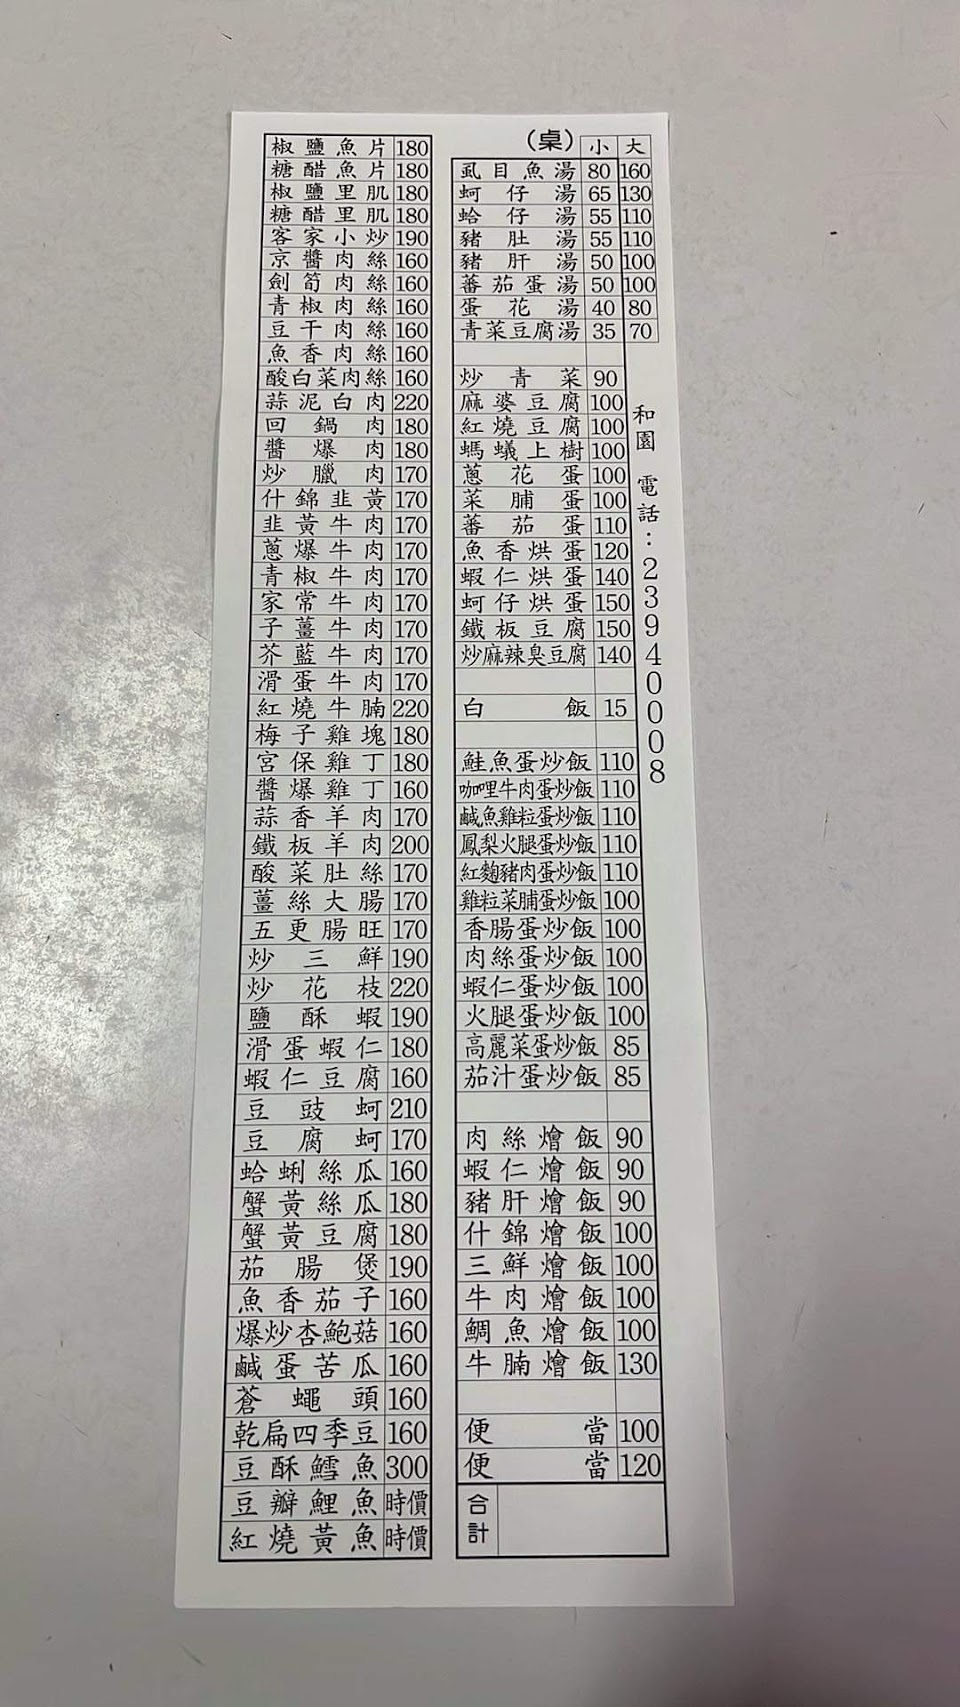 椒鹽魚片 180
糖醋魚片 180
椒鹽里肌 180
糖醋里肌 180
客家小炒 190
京醬肉絲 160
劍筍肉絲 160
青椒肉絲 160
豆干肉絲 160
魚香肉絲 160
酸白菜肉絲 160
蒜泥白肉 220
回鍋肉 180
醬爆肉 180
炒臘肉 170
什錦韭黃 170
韭黃牛肉 170
蔥爆牛肉 170
青椒牛肉 170
家常牛肉 170
子薑牛肉 170
芥藍牛肉 170
滑蛋牛肉 170
紅燒牛腩 220
梅子雞塊 180
宮保雞丁 180
醬爆雞丁 160
蒜香羊肉 170
鐵板羊肉 200
酸菜肚絲 170
薑絲大腸 170
五更腸旺 170
炒三鮮 190
炒花枝 220
鹽酥蝦 190
滑蛋蝦仁 180
蝦仁豆腐 160
豆豉蚵 210
豆腐蚵 170
蛤蜊絲瓜 160
蟹黃絲瓜 180
蟹黃豆腐 180
茄腸煲 190
魚香茄子 160
爆炒杏鮑菇 160
鹹蛋苦瓜 160
蒼蠅頭 160
乾扁四季豆 160
豆酥鱈魚 300
豆瓣鯉魚 時價
紅燒黃魚 時價
(桌) 小 大
虱目魚湯 80 160
蚵仔湯 65 130
蛤仔湯 55 110
豬肚湯 55 110
豬肝湯 50 100
蕃茄蛋湯 50 100
蛋花湯 40 80
青菜豆腐湯 35 70
炒青菜 90
麻婆豆腐 100
紅燒豆腐 100
螞蟻上樹 100
蔥花蛋 100
菜脯蛋 100
蕃茄蛋 110
魚香烘蛋 120
蝦仁烘蛋 140
蚵仔烘蛋 150
鐵板豆腐 150
炒麻辣臭豆腐 140
白飯 15
鮭魚蛋炒飯 110
咖哩牛肉蛋炒飯 110
鹹魚雞粒蛋炒飯 110
鳳梨火腿蛋炒飯 110
紅麴豬肉蛋炒飯 110
雞粒菜脯蛋炒飯 100
香腸蛋炒飯 100
肉絲蛋炒飯 100
蝦仁蛋炒飯 100
火腿蛋炒飯 100
高麗菜蛋炒飯 85
茄汁蛋炒飯 85
肉絲燴飯 90
蝦仁燴飯 90
豬肝燴飯 90
什錦燴飯 100
三鮮燴飯 100
牛肉燴飯 100
鯛魚燴飯 100
牛腩燴飯 130
便當 100
便當 120
合計
和園 電話：23940008